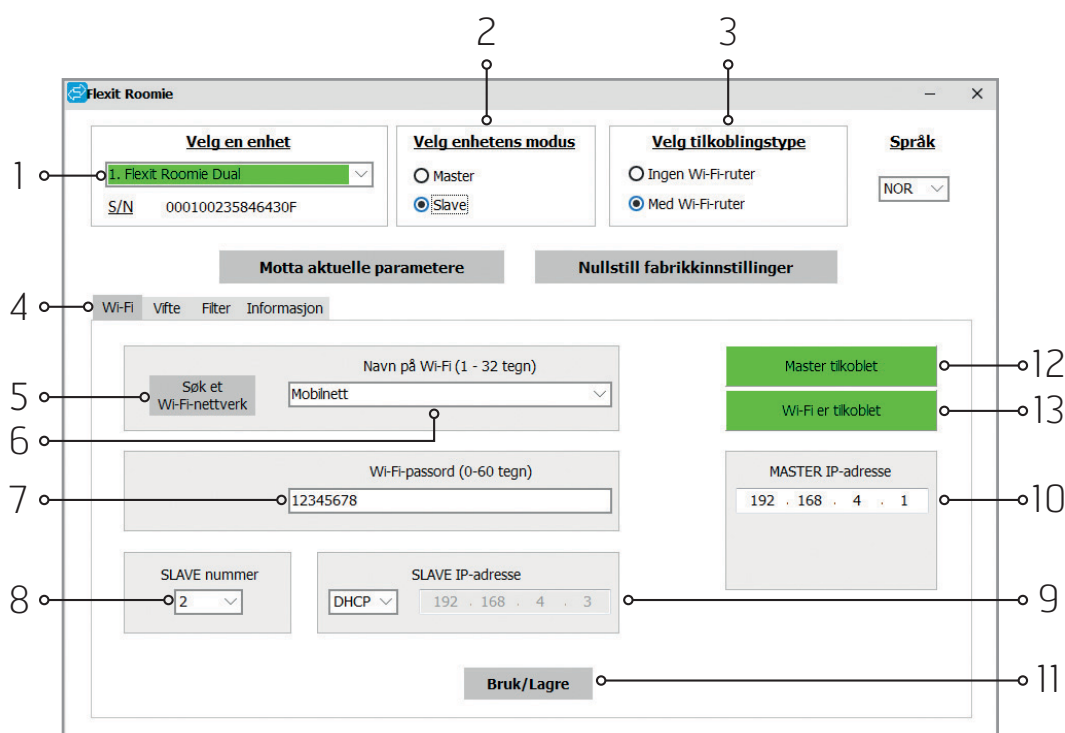 2
3
Flexit Roomie
Velg en enhet
Velg enhetens modus
Velg tilkoblingstype
Språk
1
1. Flexit Roomie Dual
Master
Ingen Wi-Fi-ruter
NOR
S/N 000100235846430F
Slave
Med Wi-Fi-ruter
Motta aktuelle parametere
Nullstill fabrikkinnstillinger
4
Wi-Fi Vifte Filter Informasjon
Navn på Wi-Fi (1 - 32 tegn)
Master tilkoblet
12
5
Søk et
Wi-Fi-nettverk
Mobilnett
Wi-Fi er tilkoblet
13
6
Wi-Fi-passord (0-60 tegn)
MASTER IP-adresse
7
12345678
192 . 168 . 4 . 1
10
SLAVE nummer
SLAVE IP-adresse
8
2
DHCP
192 . 168 . 4 . 3
9
Bruk/Lagre
11